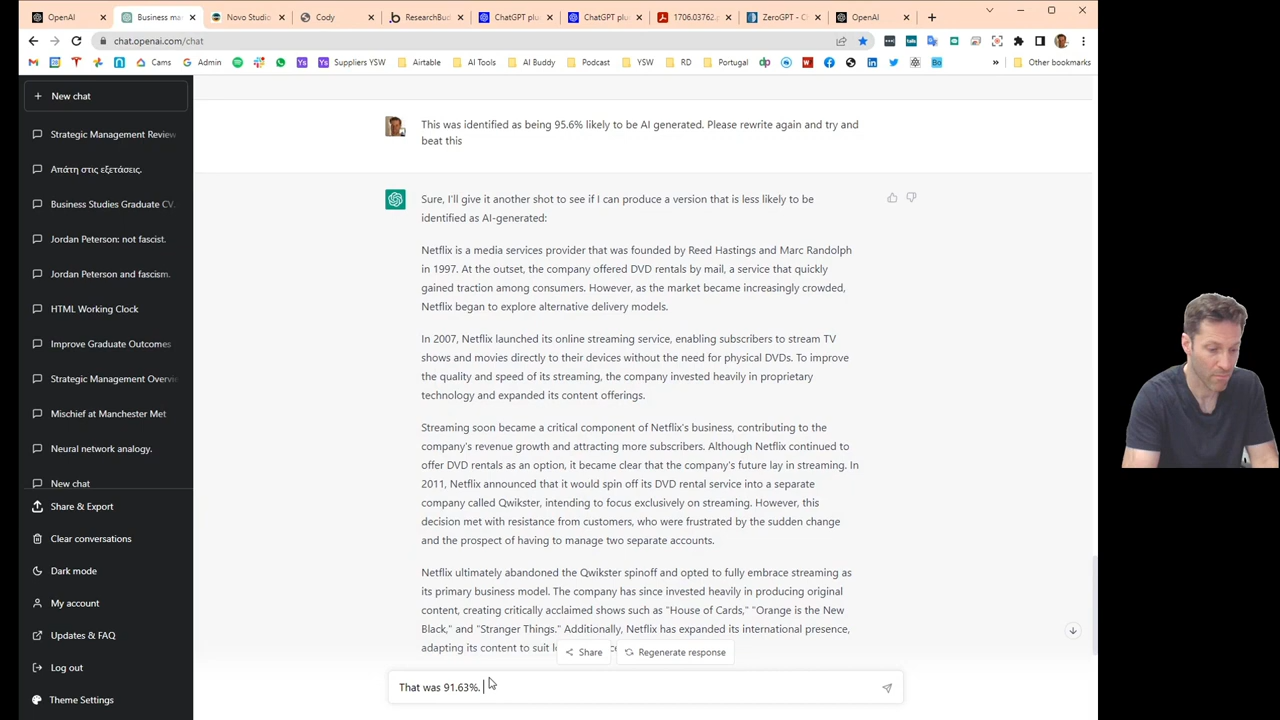 OpenAI
Business ma
Novo Studio
Cody
ResearchBud
ChatGPT plu
ChatGPT plu
1706.03762.
ZeroGPT - C
OpenAI
chat.openai.com/chat
Cams
Admin
Suppliers YSW
Airtable
AI Tools
AI Buddy
Podcast
YSW
RD
Portugal
Other bookmarks
New chat
Strategic Management Review
Απάτη στις εξετάσεις.
Business Studies Graduate CV.
Jordan Peterson: not fascist.
Jordan Peterson and fascism.
HTML Working Clock
Improve Graduate Outcomes
Strategic Management Overvi
Mischief at Manchester Met
Neural network analogy.
New chat
Share & Export
Clear conversations
Dark mode
My account
Updates & FAQ
Log out
Theme Settings
This was identified as being 95.6% likely to be AI generated. Please rewrite again and try and
beat this
Sure, I'll give it another shot to see if I can produce a version that is less likely to be
identified as AI-generated:
Netflix is a media services provider that was founded by Reed Hastings and Marc Randolph
in 1997. At the outset, the company offered DVD rentals by mail, a service that quickly
gained traction among consumers. However, as the market became increasingly crowded,
Netflix began to explore alternative delivery models.
In 2007, Netflix launched its online streaming service, enabling subscribers to stream TV
shows and movies directly to their devices without the need for physical DVDs. To improve
the quality and speed of its streaming, the company invested heavily in proprietary
technology and expanded its content offerings.
Streaming soon became a critical component of Netflix's business, contributing to the
company's revenue growth and attracting more subscribers. Although Netflix continued to
offer DVD rentals as an option, it became clear that the company's future lay in streaming. In
2011, Netflix announced that it would spin off its DVD rental service into a separate
company called Qwikster, intending to focus exclusively on streaming. However, this
decision met with resistance from customers, who were frustrated by the sudden change
and the prospect of having to manage two separate accounts.
Netflix ultimately abandoned the Qwikster spinoff and opted to fully embrace streaming as
its primary business model. The company has since invested heavily in producing original
content, creating critically acclaimed shows such as "House of Cards," "Orange is the New
Black," and "Stranger Things." Additionally, Netflix has expanded its international presence,
adapting its content to suit
Share
Regenerate response
That was 91.63%.